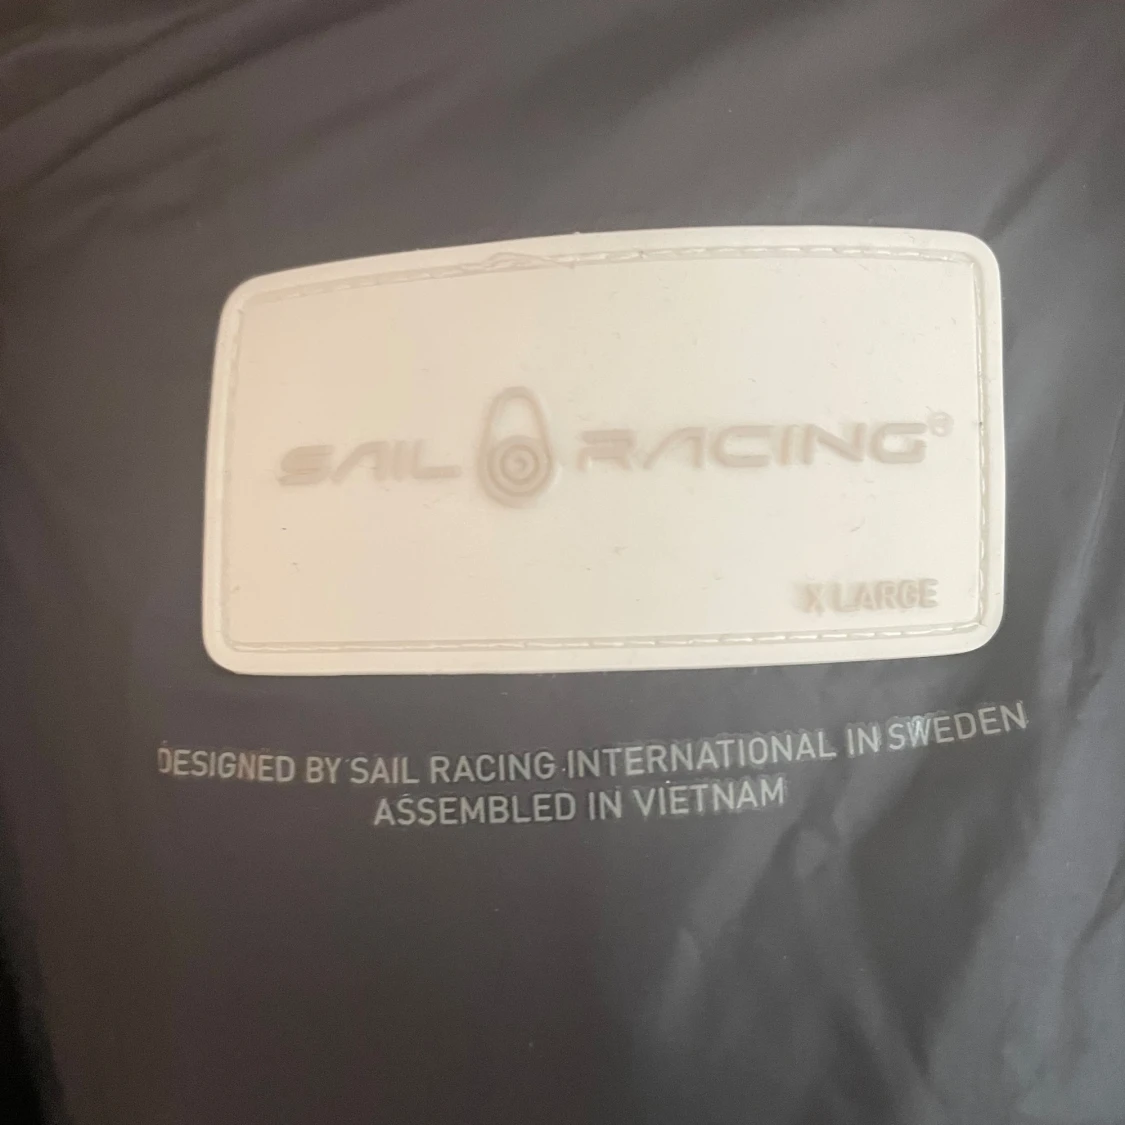 SAIL RACING®
X LARGE
DESIGNED BY SAIL RACING INTERNATIONAL IN SWEDEN
ASSEMBLED IN VIETNAM